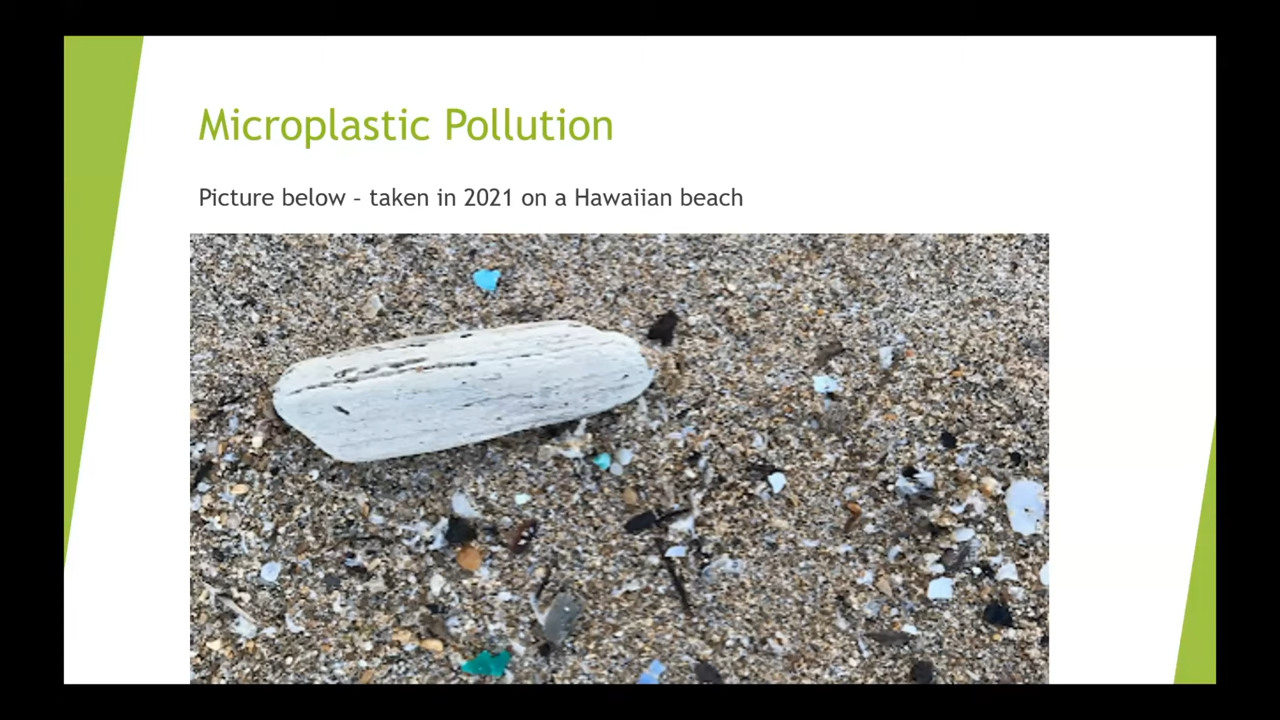 Microplastic Pollution
Picture below – taken in 2021 on a Hawaiian beach